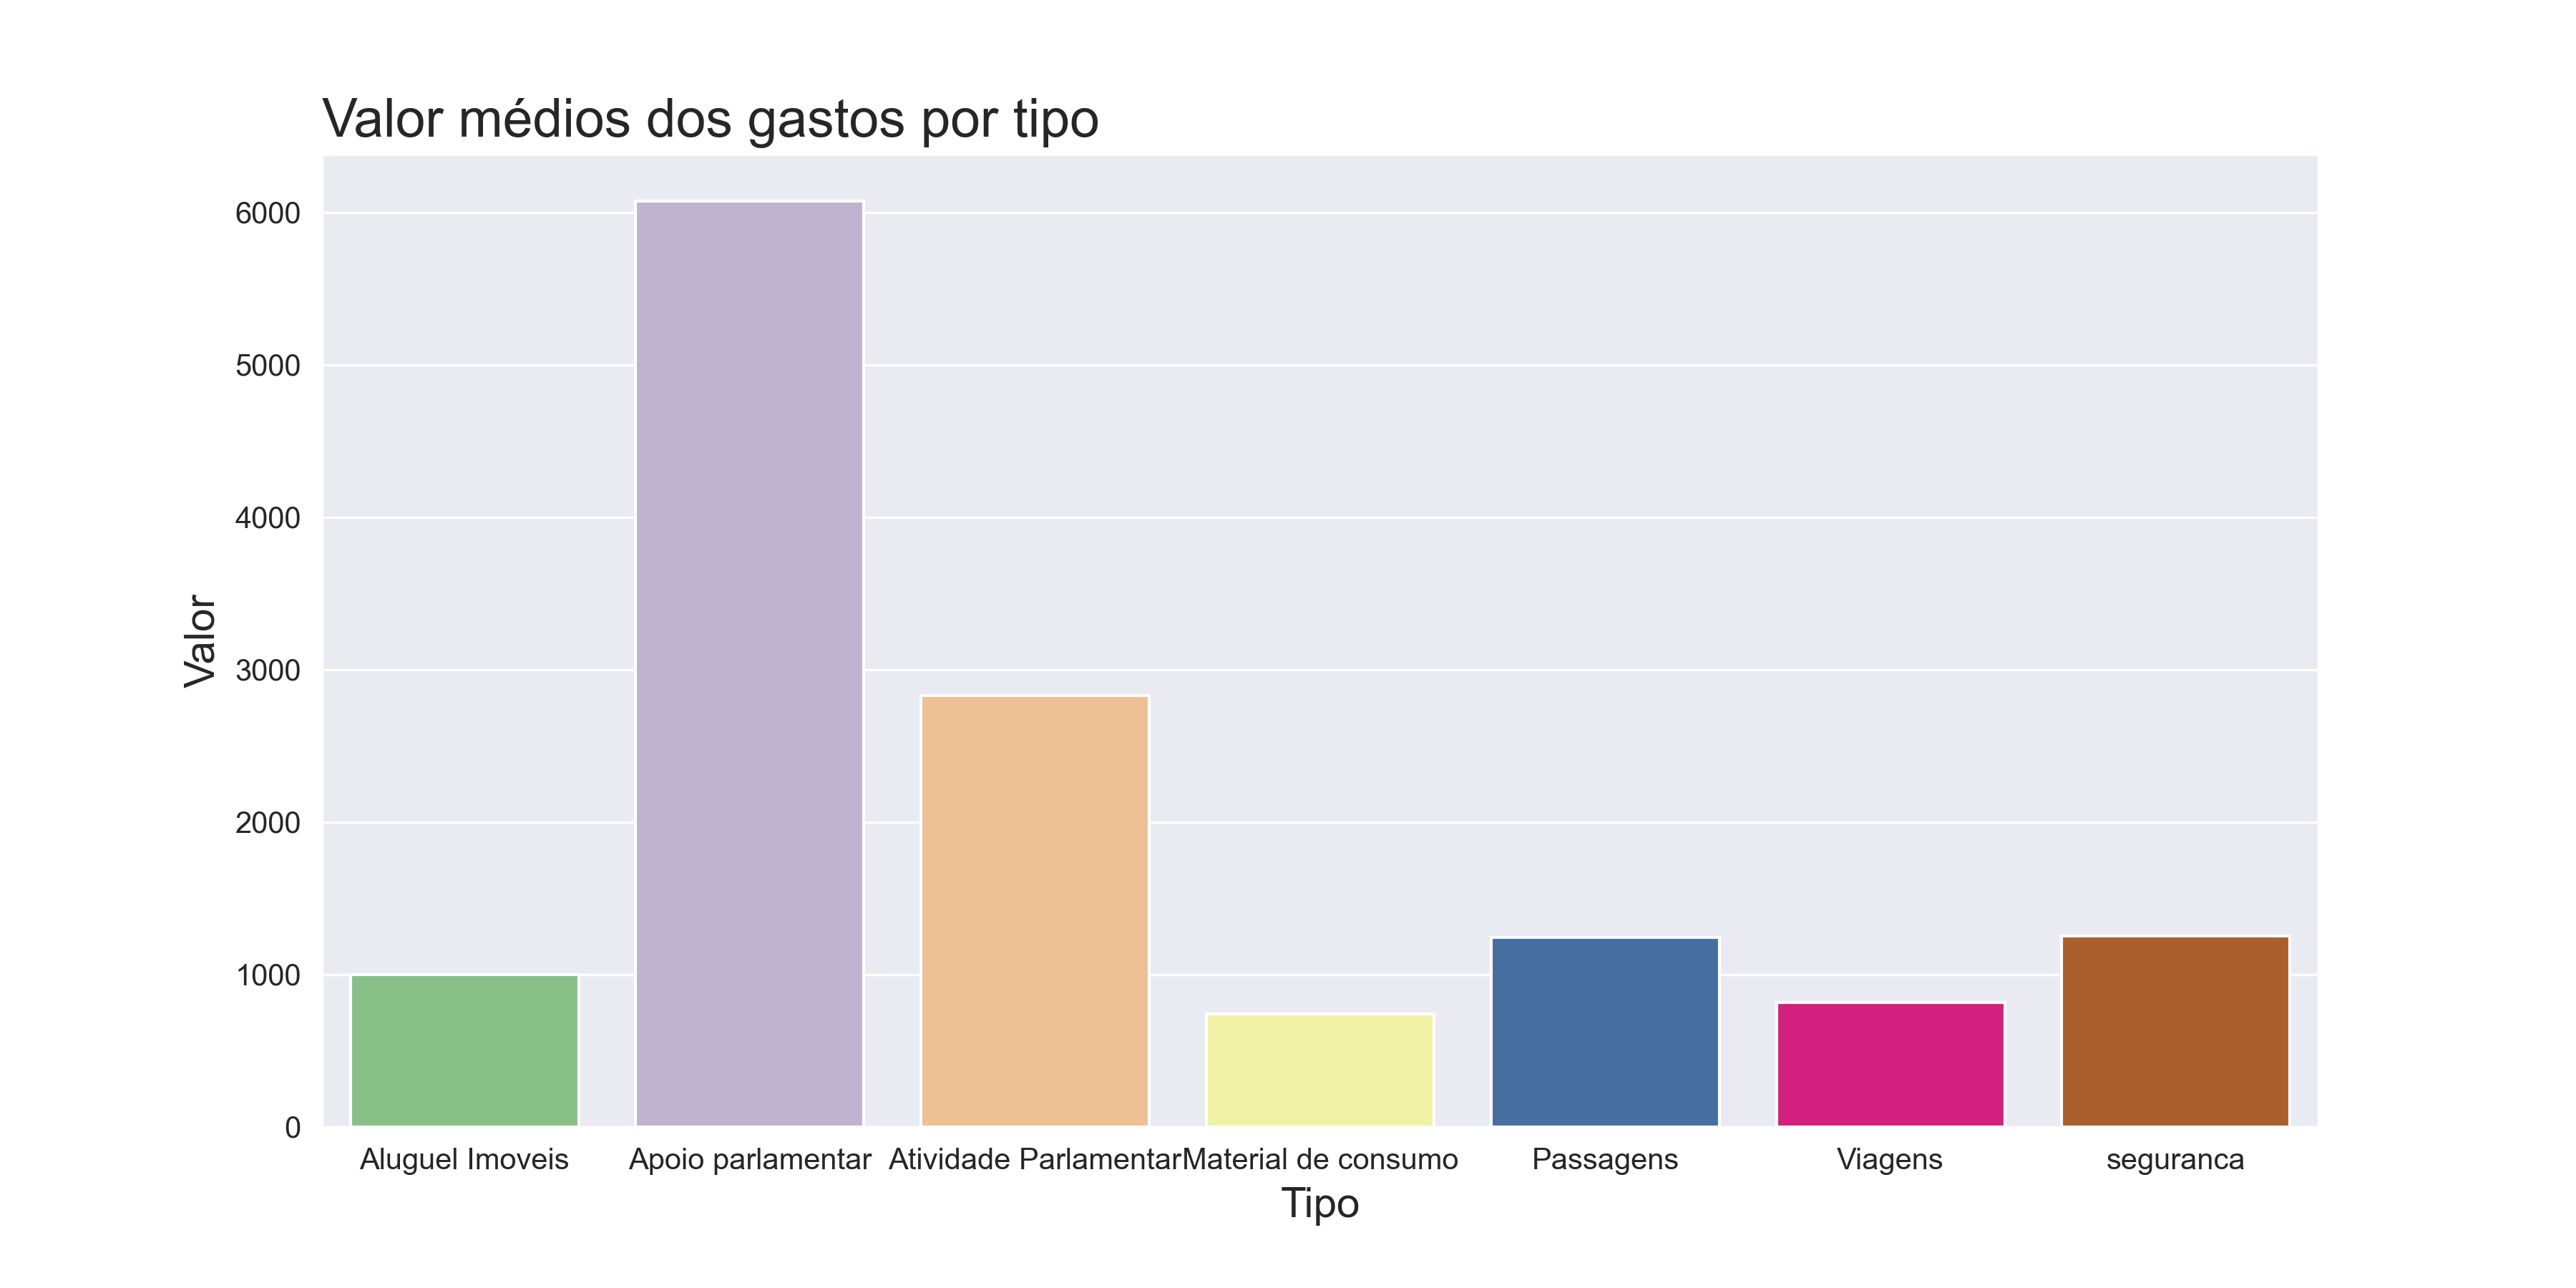 Valor médios dos gastos por tipo
6000
5000
4000
3000
2000
1000
0
Valor
Aluguel Imoveis Apoio parlamentar Atividade Parlamentar Material de consumo Passagens Viagens seguranca
Tipo